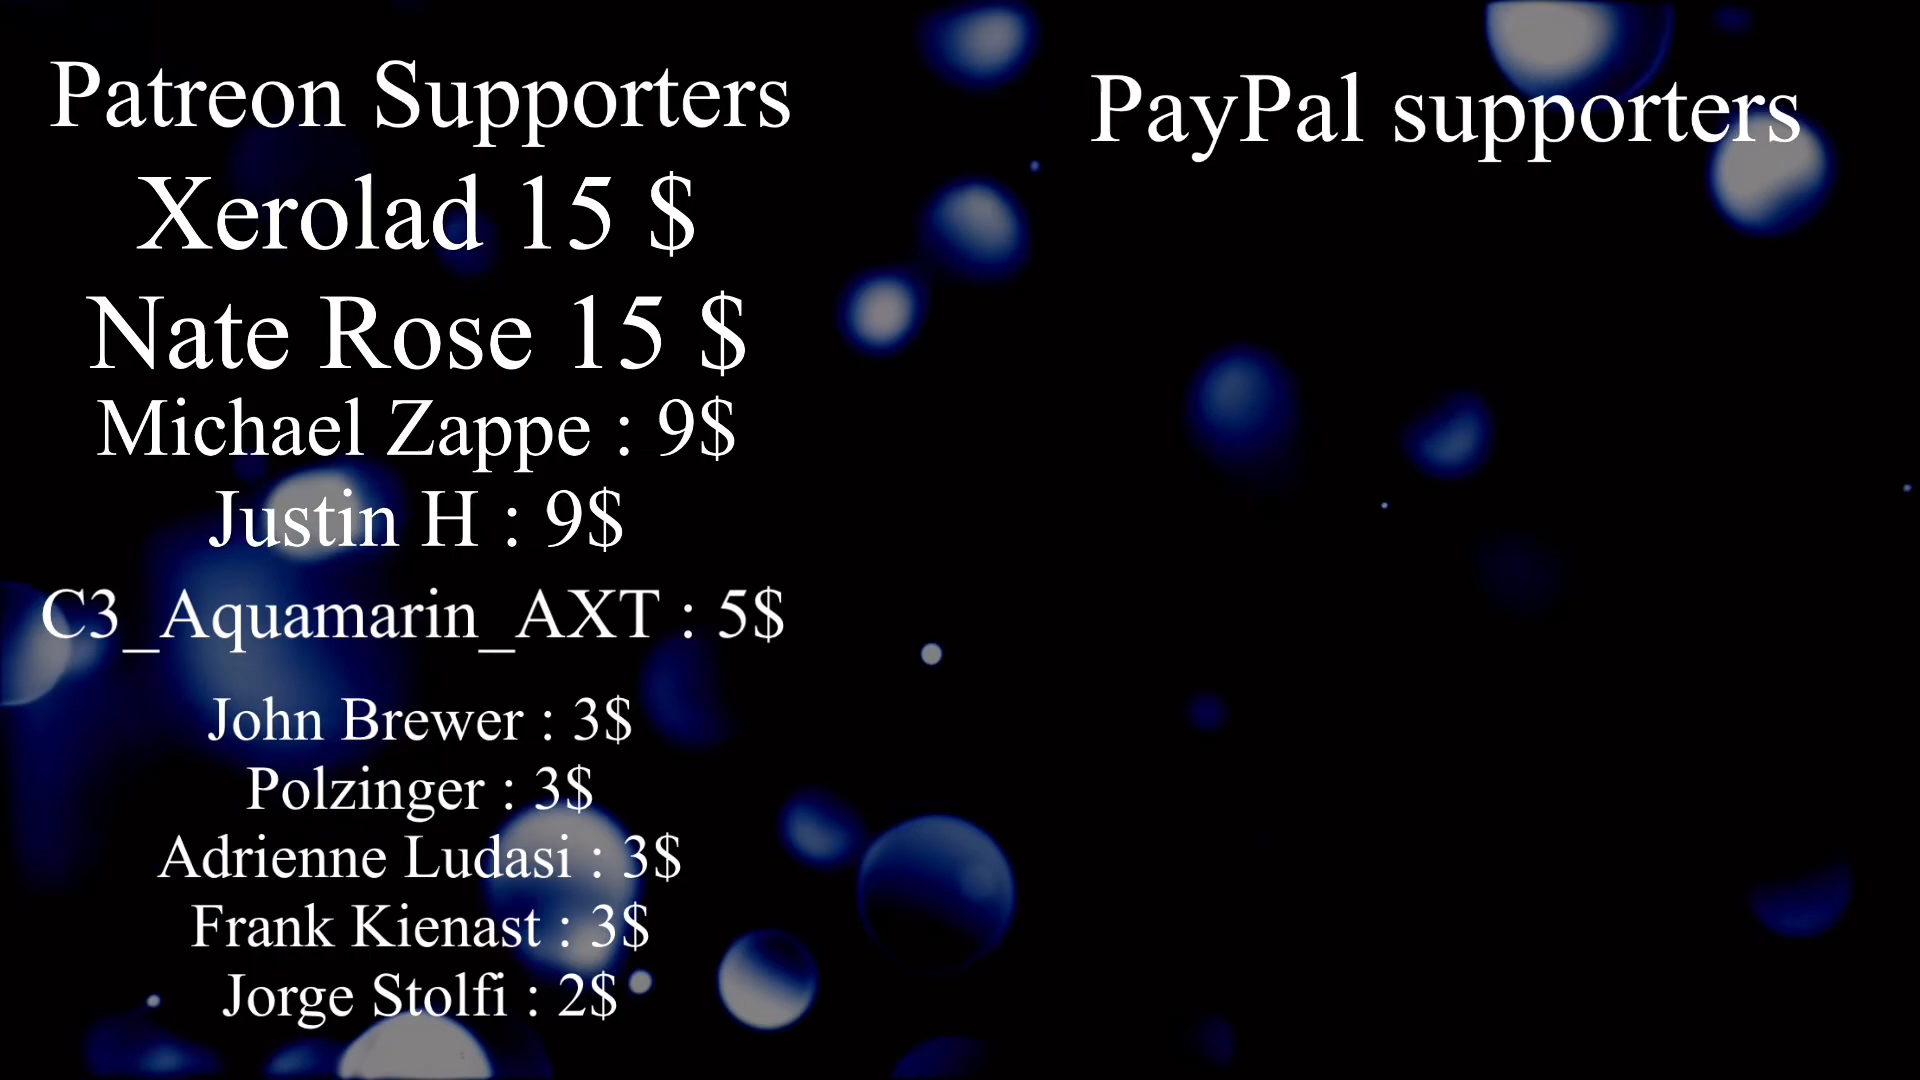 Patreon Supporters
Xerolad 15 $
Nate Rose 15 $
Michael Zappe : 9$
Justin H : 9$
C3_Aquamarin_AXT : 5$
John Brewer : 3$
Polzinger : 3$
Adrienne Ludasi : 3$
Frank Kienast : 3$
Jorge Stolfi : 2$
PayPal supporters